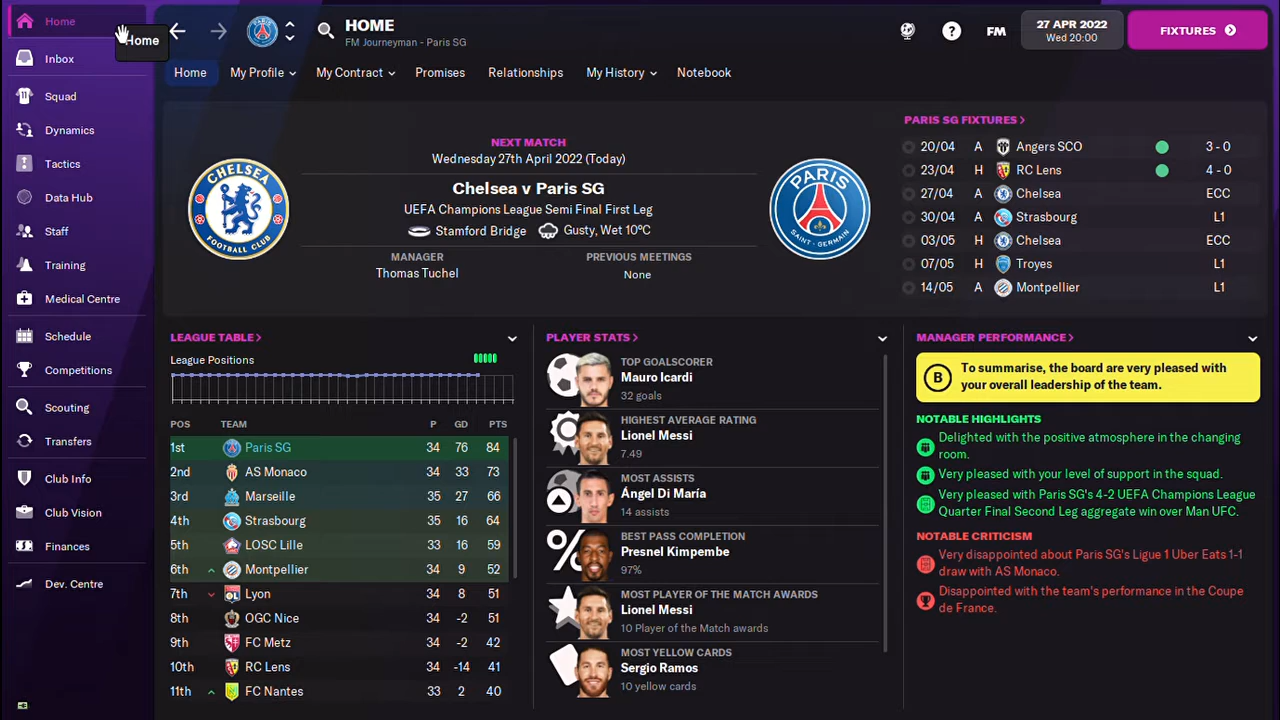 Home
Home
HOME
FM Journeyman - Paris SG
27 APR 2022
Wed 20:00
FIXTURES
FM
?
Home My Profile My Contract Promises Relationships My History Notebook
Inbox
Squad
Dynamics
Tactics
Data Hub
Staff
Training
Medical Centre
Schedule
Competitions
Scouting
Transfers
Club Info
Club Vision
Finances
Dev. Centre
CHELSEA
FOOTBALL CLUB
NEXT MATCH
Wednesday 27th April 2022 (Today)
Chelsea v Paris SG
UEFA Champions League Semi Final First Leg
Stamford Bridge Gusty, Wet 10ºC
MANAGER PREVIOUS MEETINGS
Thomas Tuchel None
PARIS
SAINT-GERMAIN
PARIS SG FIXTURES >
20/04 A Angers SCO 3 - 0
23/04 H RC Lens 4 - 0
27/04 A Chelsea ECC
30/04 A Strasbourg L1
03/05 H Chelsea ECC
07/05 H Troyes L1
14/05 A Montpellier L1
LEAGUE TABLE >
League Positions
POS TEAM P GD PTS
1st Paris SG 34 76 84
2nd AS Monaco 34 33 73
3rd Marseille 35 27 66
4th Strasbourg 35 16 64
5th LOSC Lille 33 16 59
6th Montpellier 34 9 52
7th Lyon 34 8 51
8th OGC Nice 34 -2 51
9th FC Metz 34 -2 42
10th RC Lens 34 -14 41
11th FC Nantes 33 2 40
PLAYER STATS >
TOP GOALSCORER
Mauro Icardi
32 goals
HIGHEST AVERAGE RATING
Lionel Messi
7.49
MOST ASSISTS
Ángel Di María
14 assists
BEST PASS COMPLETION
Presnel Kimpembe
97%
%
MOST PLAYER OF THE MATCH AWARDS
Lionel Messi
10 Player of the Match awards
MOST YELLOW CARDS
Sergio Ramos
10 yellow cards
MANAGER PERFORMANCE >
B
To summarise, the board are very pleased with
your overall leadership of the team.
NOTABLE HIGHLIGHTS
Delighted with the positive atmosphere in the changing
room.
Very pleased with your level of support in the squad.
Very pleased with Paris SG's 4-2 UEFA Champions League
Quarter Final Second Leg aggregate win over Man UFC.
NOTABLE CRITICISM
Very disappointed about Paris SG's Ligue 1 Uber Eats 1-1
draw with AS Monaco.
Disappointed with the team's performance in the Coupe
de France.